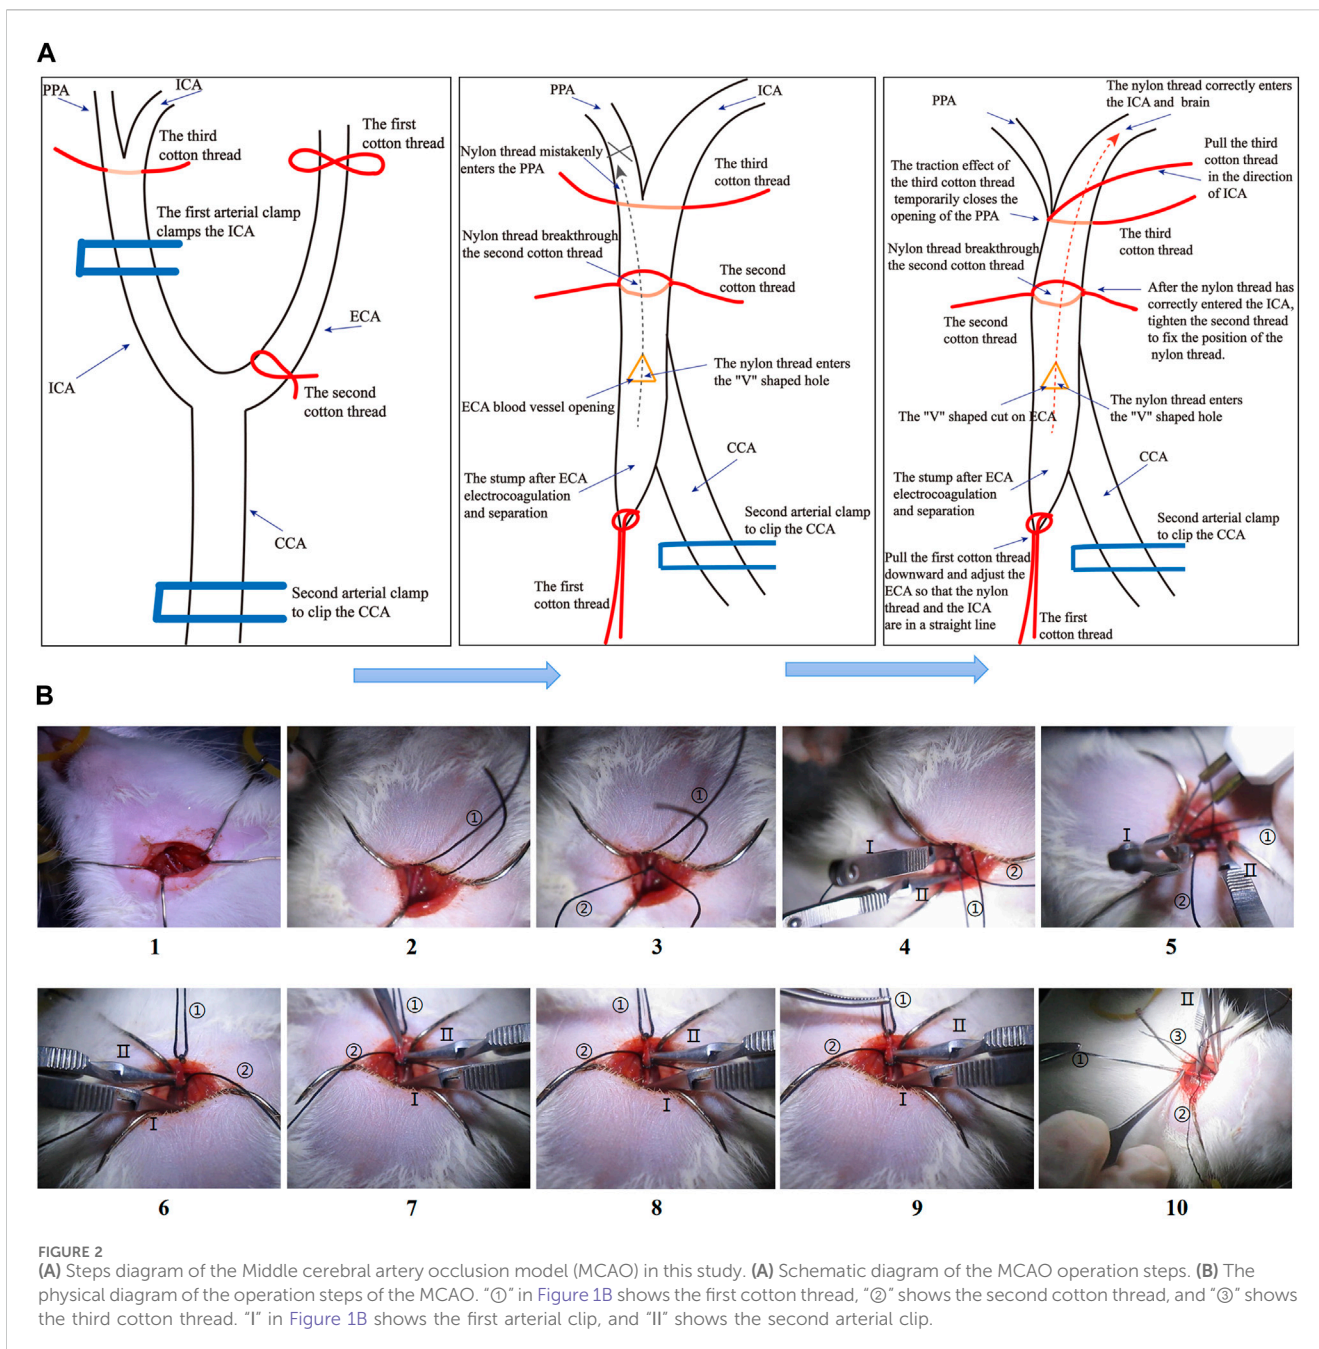 A
PPA
ICA
The third
cotton thread
The first
cotton thread
The first arterial clamp
clamps the ICA
ECA
ICA
The second
cotton thread
CCA
Second arterial clamp
to clip the CCA
PPA
ICA
Nylon thread mistakenly
enters the PPA
The third
cotton thread
Nylon thread breakthrough
the second cotton thread
The second
cotton thread
The nylon thread enters
the "V" shaped hole
ECA blood vessel opening
CCA
The stump after ECA
electrocoagulation
and separation
Second arterial clamp
to clip the CCA
The first
cotton thread
The nylon thread correctly enters
the ICA and brain
PPA
Pull the third
cotton thread
in the direction
of ICA
The traction effect of
the third cotton thread
temporarily closes the
opening of the PPA
The third
cotton thread
Nylon thread breakthrough
the second cotton thread
After the nylon thread has
correctly entered the ICA,
tighten the second thread
to fix the position of the
nylon thread.
The second
cotton thread
The nylon thread enters
the "V" shaped hole
The "V" shaped cut on ECA
CCA
The stump after ECA
electrocoagulation
and separation
Second arterial clamp
to clip the CCA
Pull the first cotton thread
downward and adjust the
ECA so that the nylon
thread and the ICA
are in a straight line
The first
cotton thread
B
①
①
②
I
II
②
①
I
①
II
②
1
2
3
4
5
①
II
②
I
①
II
②
I
①
II
②
I
①
II
②
I
II
③
①
②
6
7
8
9
10
FIGURE 2
(A) Steps diagram of the Middle cerebral artery occlusion model (MCAO) in this study. (A) Schematic diagram of the MCAO operation steps. (B) The
physical diagram of the operation steps of the MCAO. "①" in Figure 1B shows the first cotton thread, "②" shows the second cotton thread, and "③" shows
the third cotton thread. "I" in Figure 1B shows the first arterial clip, and "II" shows the second arterial clip.